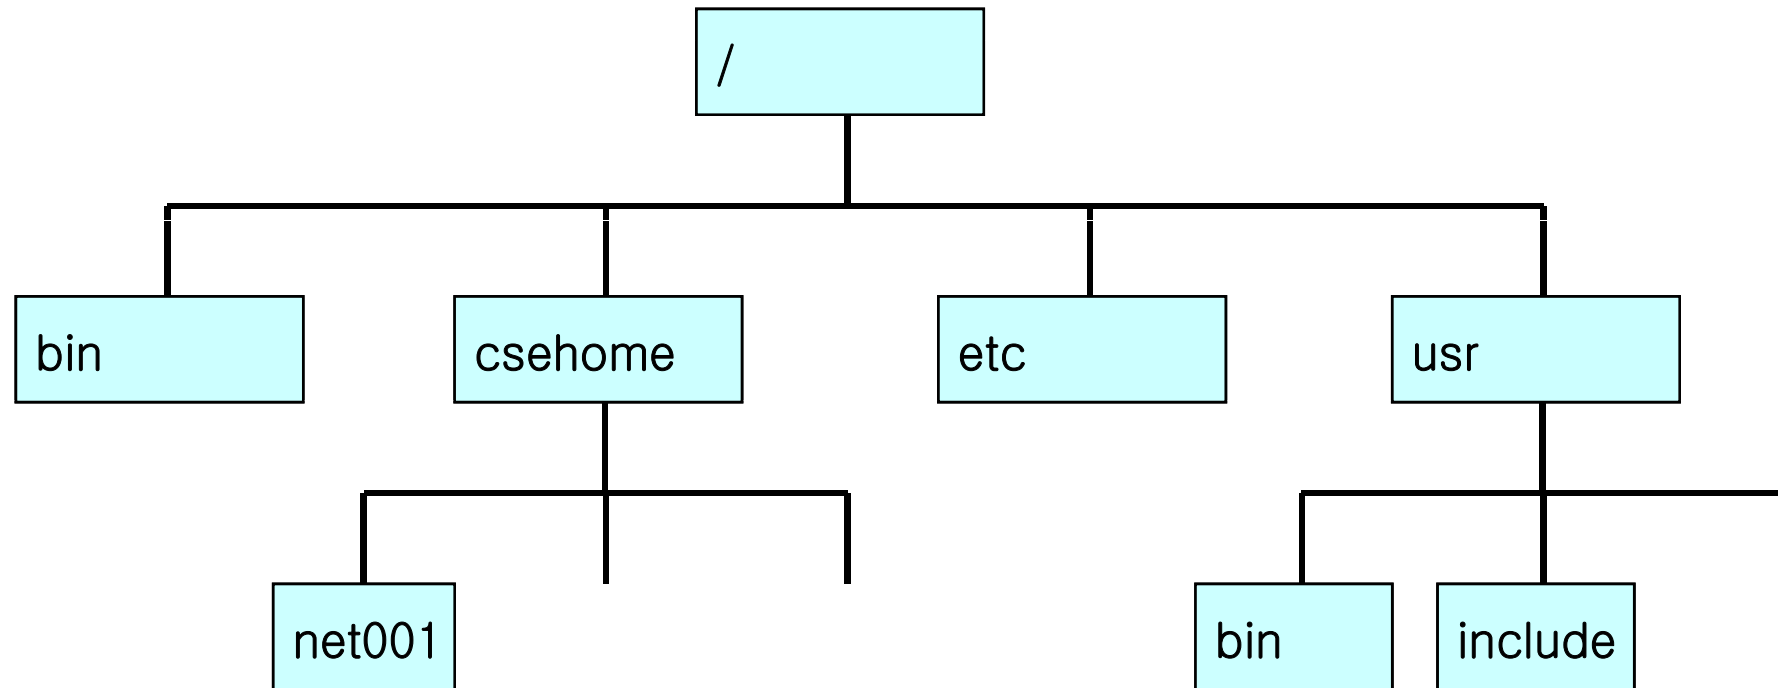 /
bin
csehome
etc
usr
net001
bin
include